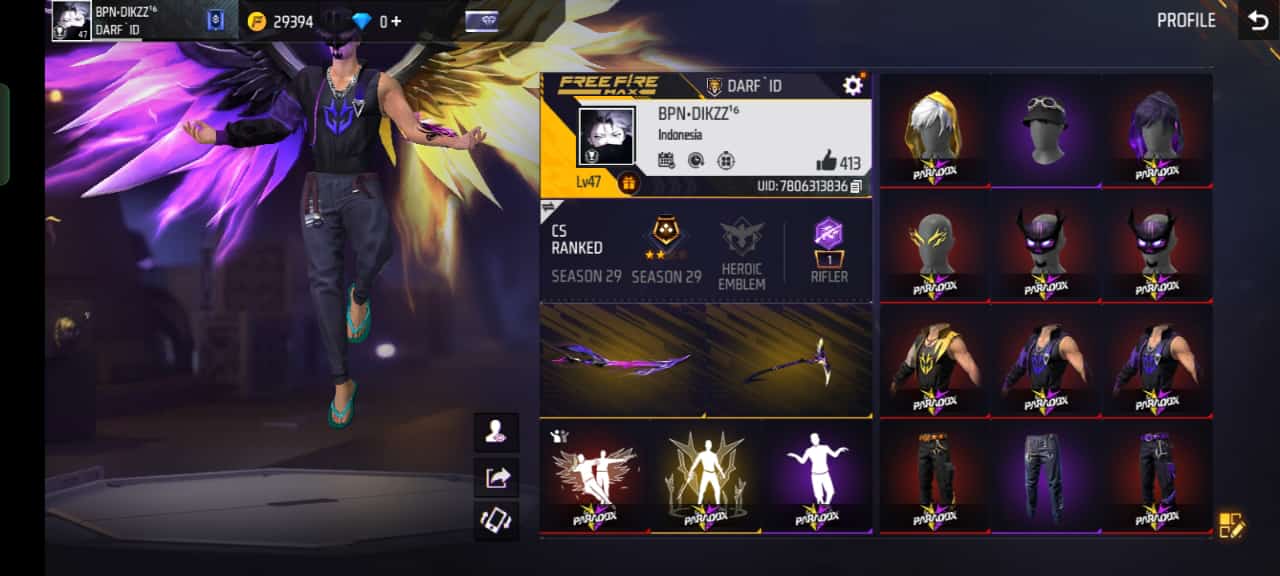 BPN•DIKZZ¹⁶
47
DARF`ID
29394
0 +
PROFILE
FREE FIRE
MAX
DARF`ID
BPN•DIKZZ¹⁶
Indonesia
413
Lv47
UID:7806313836
CS
RANKED
SEASON 29
SEASON 29
HEROIC
EMBLEM
1
RIFLER
PARADOX
PARADOX
PARADOX
PARADOX
PARADOX
PARADOX
PARADOX
PARADOX
PARADOX
PARADOX
PARADOX
PARADOX
PARADOX